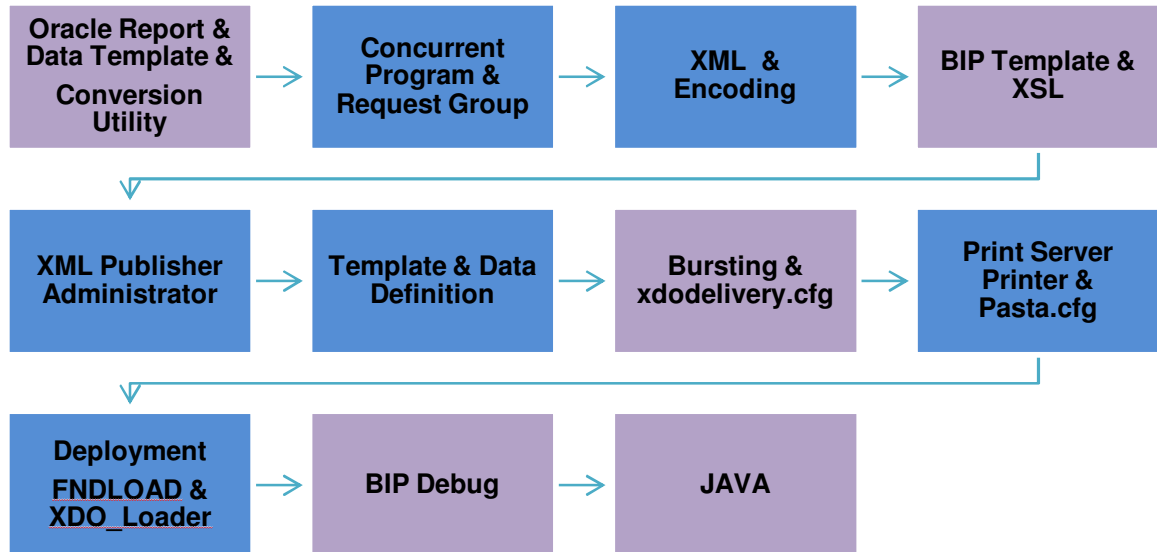 Oracle Report &
Data Template &
Conversion
Utility
Concurrent
Program &
Request Group
XML & 
Encoding
BIP Template &
XSL
XML Publisher
Administrator
Template & Data
Definition
Bursting &
xdodelivery.cfg
Print Server
Printer &
Pasta.cfg
Deployment
FNDLOAD &
XDO_Loader
BIP Debug
JAVA